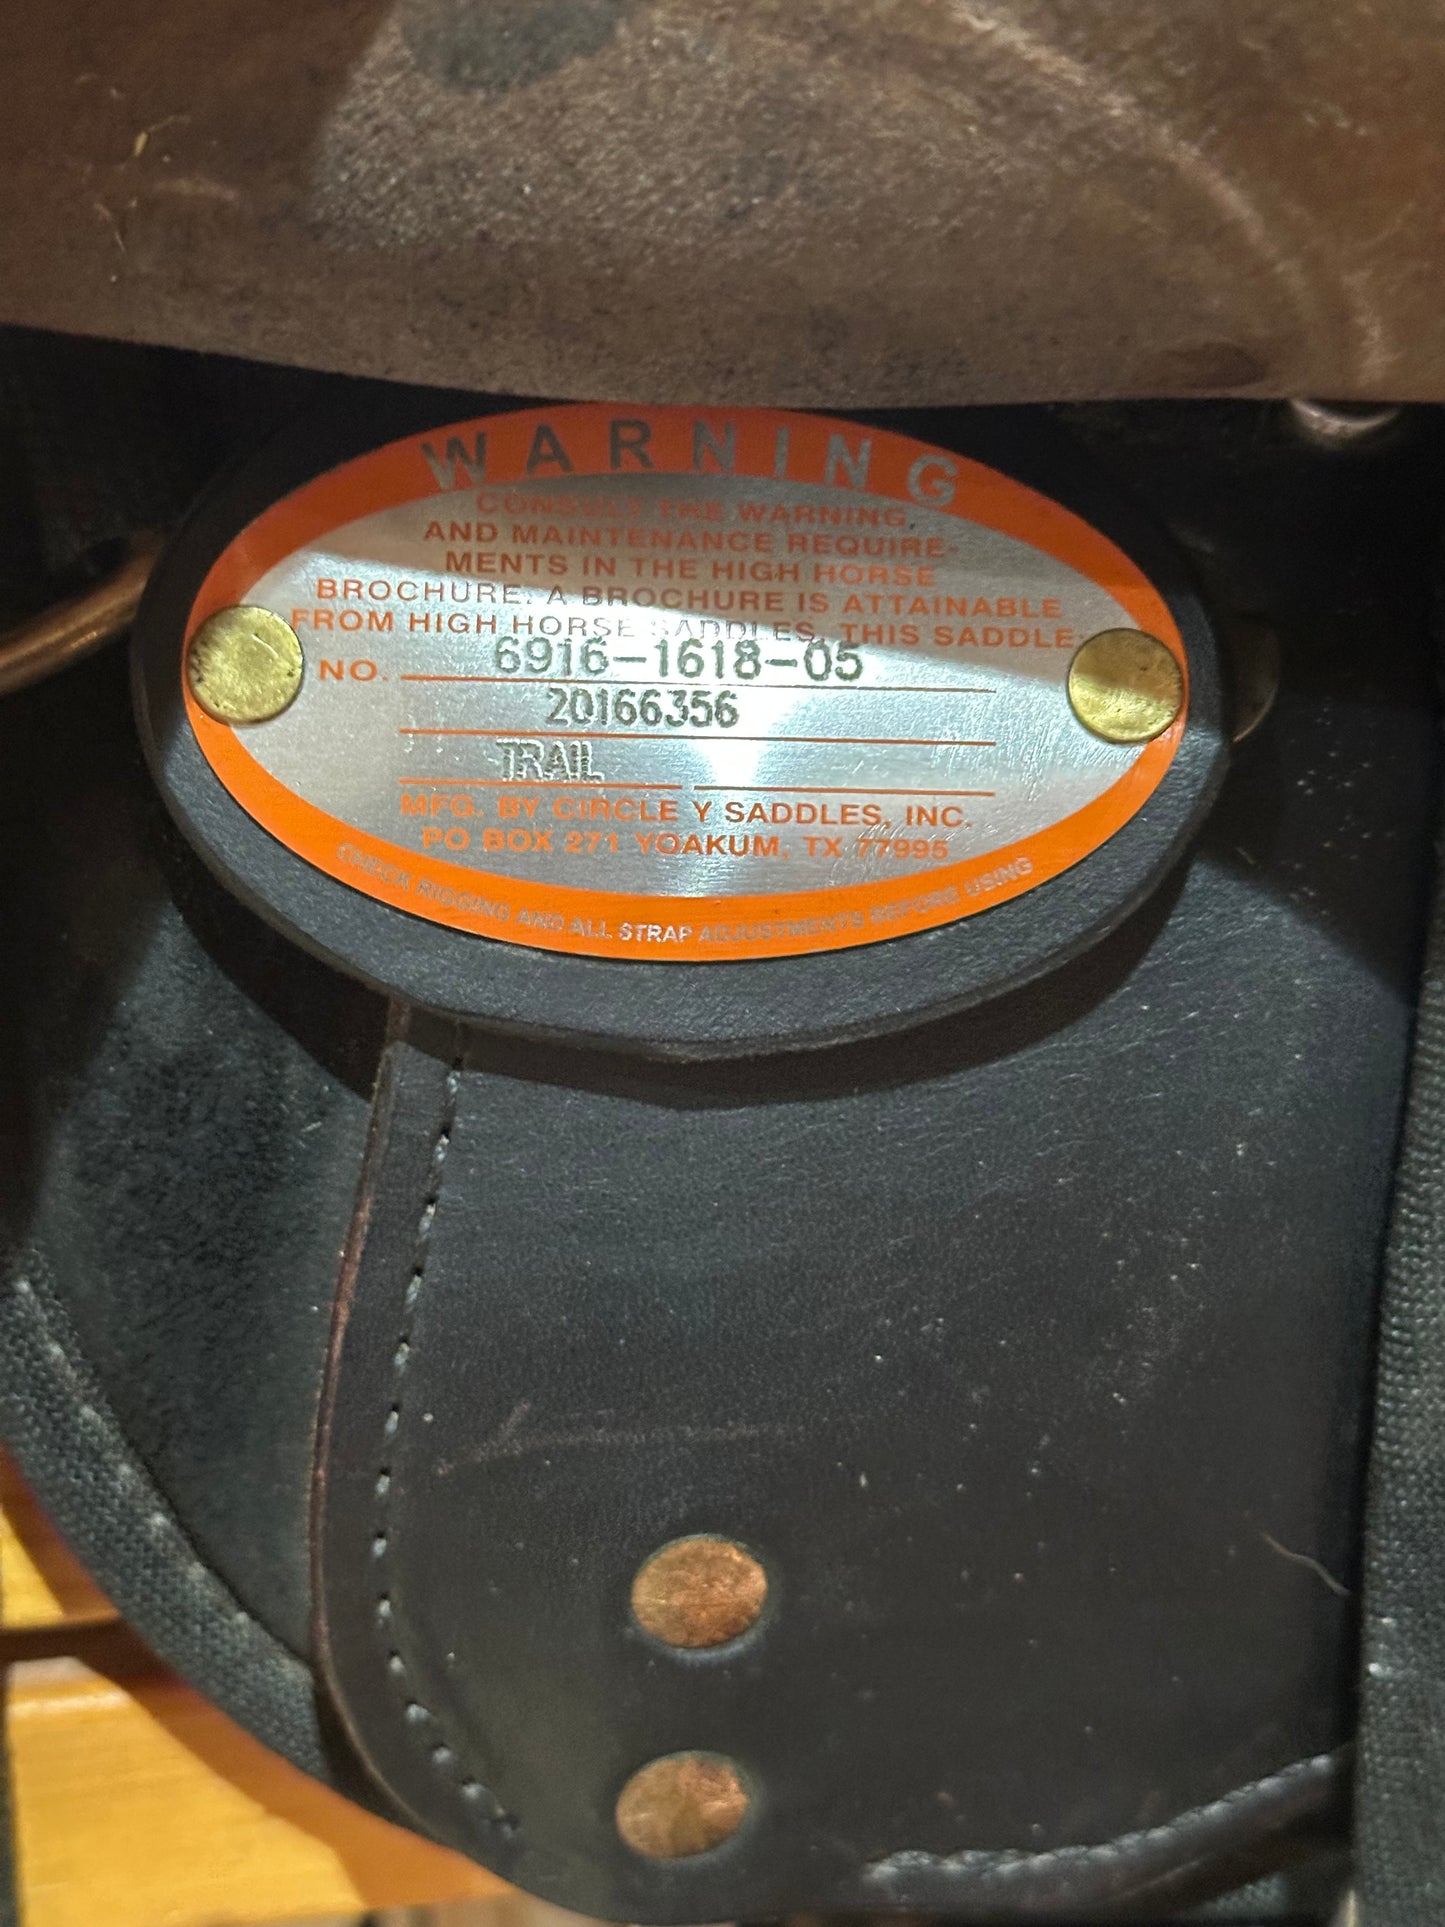 WARNING
CONSULT THE WARNING
AND MAINTENANCE REQUIRE-
MENTS IN THE HIGH HORSE
BROCHURE. A BROCHURE IS ATTAINABLE
FROM HIGH HORSE SADDLES. THIS SADDLE
NO. 6916-1618-05
20166356
TRAIL
MFG. BY CIRCLE Y SADDLES, INC.
PO BOX 271 YOAKUM, TX 77995
CHECK RIGGING AND ALL STRAP ADJUSTMENTS BEFORE USING